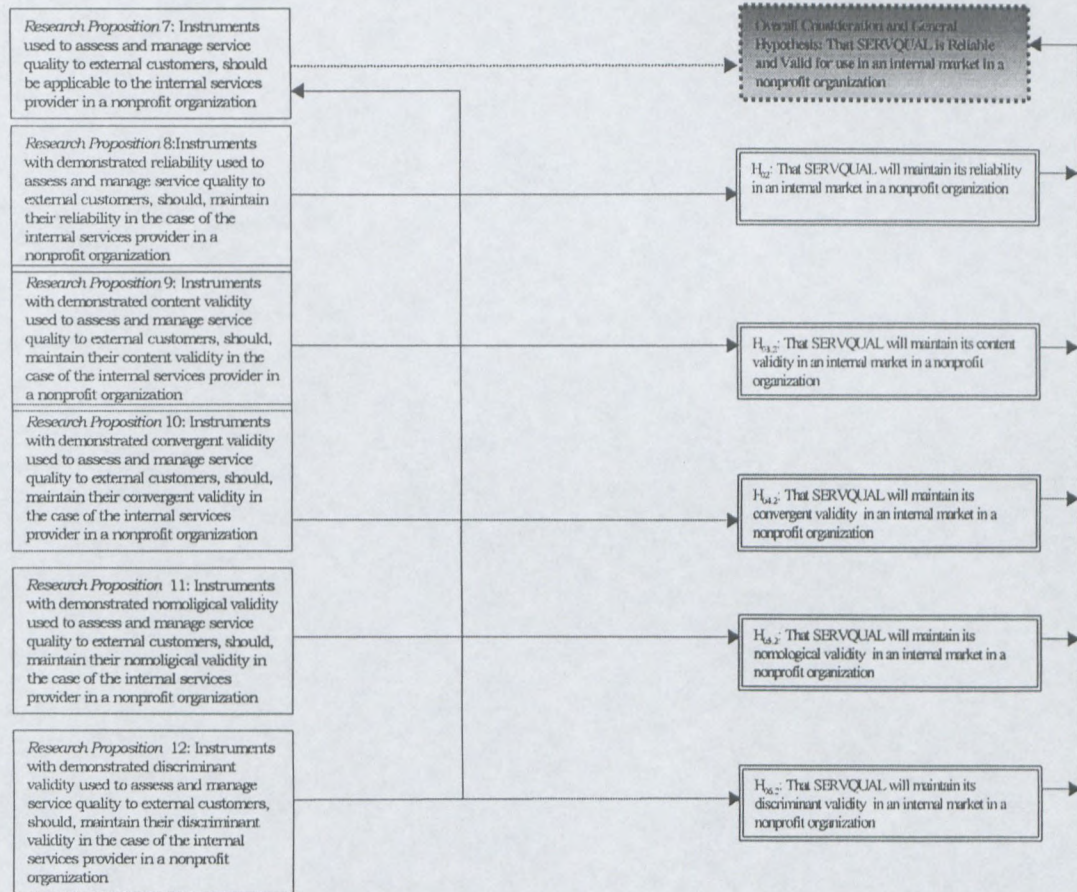 Research Proposition 7: Instruments
used to assess and manage service
quality to external customers, should
be applicable to the internal services
provider in a nonprofit organization
Overall Consideration and General
Hypothesis: That SERVQUAL is Reliable
and Valid for use in an internal market in a
nonprofit organization
Research Proposition 8:Instruments
with demonstrated reliability used to
assess and manage service quality to
external customers, should, maintain
their reliability in the case of the
internal services provider in a
nonprofit organization
H02: That SERVQUAL will maintain its reliability
in an internal market in a nonprofit organization
Research Proposition 9: Instruments
with demonstrated content validity
used to assess and manage service
quality to external customers, should,
maintain their content validity in the
case of the internal services provider in
a nonprofit organization
That SERVQUAL will maintain its content
validity in an internal market in a nonprofit
organization
Research Proposition 10: Instruments
with demonstrated convergent validity
used to assess and manage service
quality to external customers, should,
maintain their convergent validity in
the case of the internal services
provider in a nonprofit organization
H04.2: That SERVQUAL will maintain its
convergent validity in an internal market in a
nonprofit organization
Research Proposition 11: Instruments
with demonstrated nomoligical validity
used to assess and manage service
quality to external customers, should,
maintain their nomoligical validity in
the case of the internal services
provider in a nonprofit organization
That SERVQUAL will maintain its
nomological validity in an internal market in a
nonprofit organization
Research Proposition 12: Instruments
with demonstrated discriminant
validity used to assess and manage
service quality to external customers,
should, maintain their discriminant
validity in the case of the internal
services provider in a nonprofit
organization
H06.2: That SERVQUAL will maintain its
discriminant validity in an internal market in a
nonprofit organization